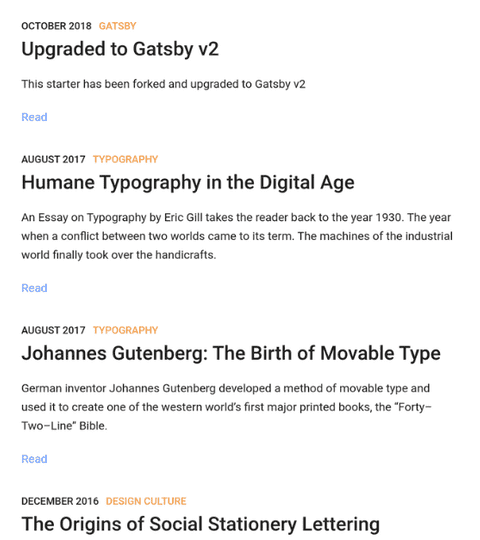 OCTOBER 2018 GATSBY
Upgraded to Gatsby v2
This starter has been forked and upgraded to Gatsby v2
Read
AUGUST 2017 TYPOGRAPHY
Humane Typography in the Digital Age
An Essay on Typography by Eric Gill takes the reader back to the year 1930. The year
when a conflict between two worlds came to its term. The machines of the industrial
world finally took over the handicrafts.
Read
AUGUST 2017 TYPOGRAPHY
Johannes Gutenberg: The Birth of Movable Type
German inventor Johannes Gutenberg developed a method of movable type and
used it to create one of the western world’s first major printed books, the “Forty–
Two–Line” Bible.
Read
DECEMBER 2016 DESIGN CULTURE
The Origins of Social Stationery Lettering